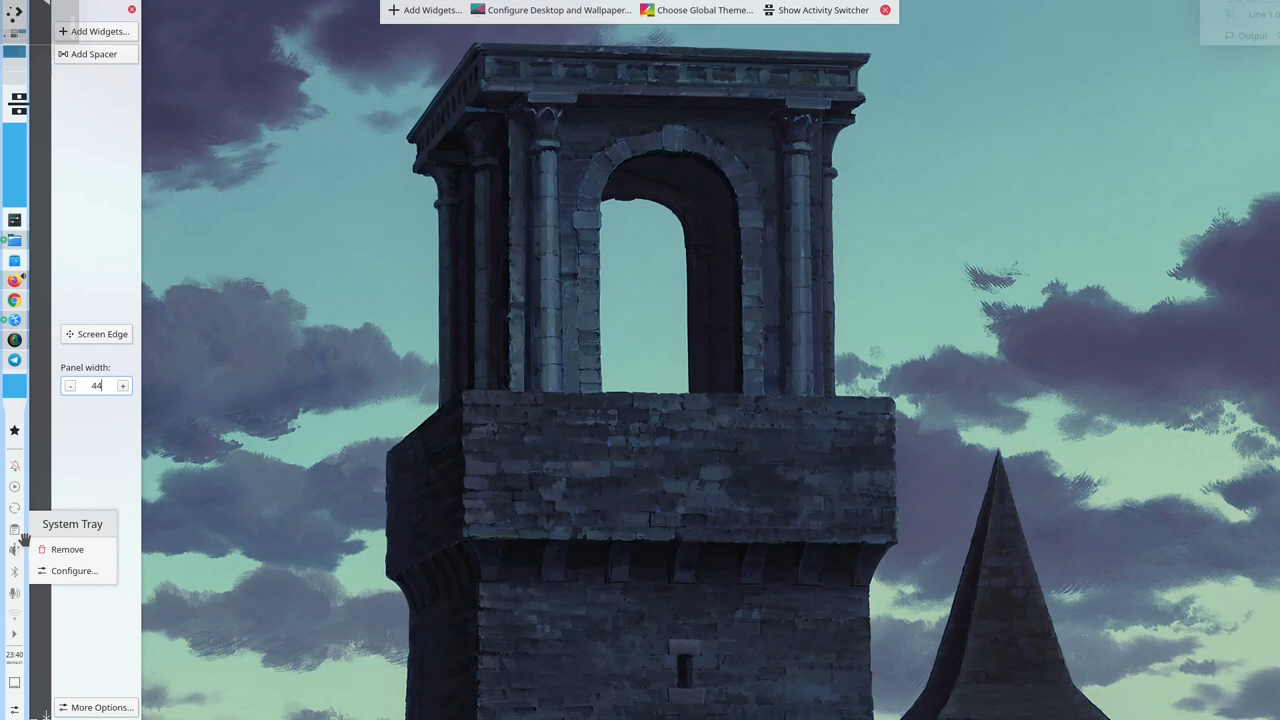 Add Widgets...
Configure Desktop and Wallpaper...
Choose Global Theme...
Show Activity Switcher
Add Widgets...
Add Spacer
Screen Edge
Panel width:
- 44 +
System Tray
Remove
Configure...
More Options...
23:40
Output